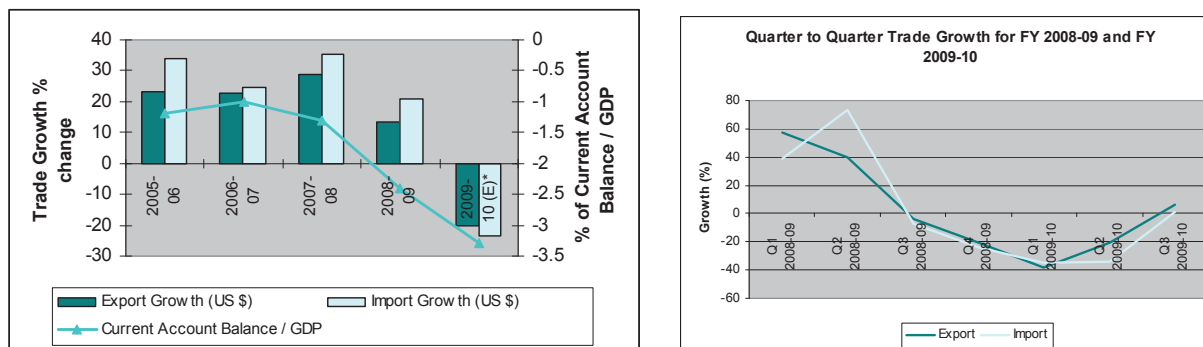 Trade Growth %
change
40
30
20
10
0
-10
-20
-30
2005-
06
2006-
07
2007-
08
2008-
09
2009-
10 (E)*
0
-0.5
-1
-1.5
-2
-2.5
-3
-3.5
% of Current Account
Balance / GDP
Export Growth (US $)
Import Growth (US $)
Current Account Balance / GDP
Quarter to Quarter Trade Growth for FY 2008-09 and FY
2009-10
Growth (%)
80
60
40
20
0
-20
-40
-60
Q1
2008-09
Q2
2008-09
Q3
2008-09
Q4
2008-09
Q1
2009-10
Q2
2009-10
Q3
2009-10
Export
Import